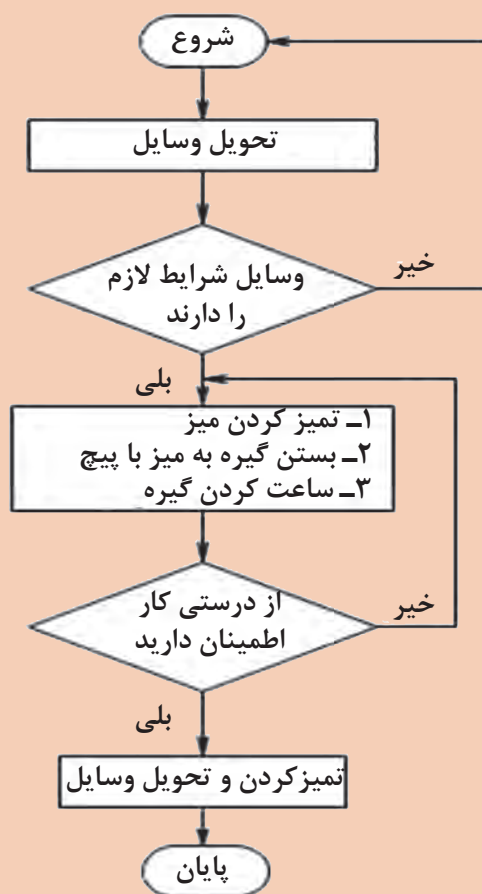 شروع
تحویل وسایل
وسایل شرایط لازم
را دارند
خیر
بلی
۱ـ تمیز کردن میز
۲ـ بستن گیره به میز با پیچ
۳ـ ساعت کردن گیره
از درستی کار
اطمینان دارید
خیر
بلی
تمیزکردن و تحویل وسایل
پایان